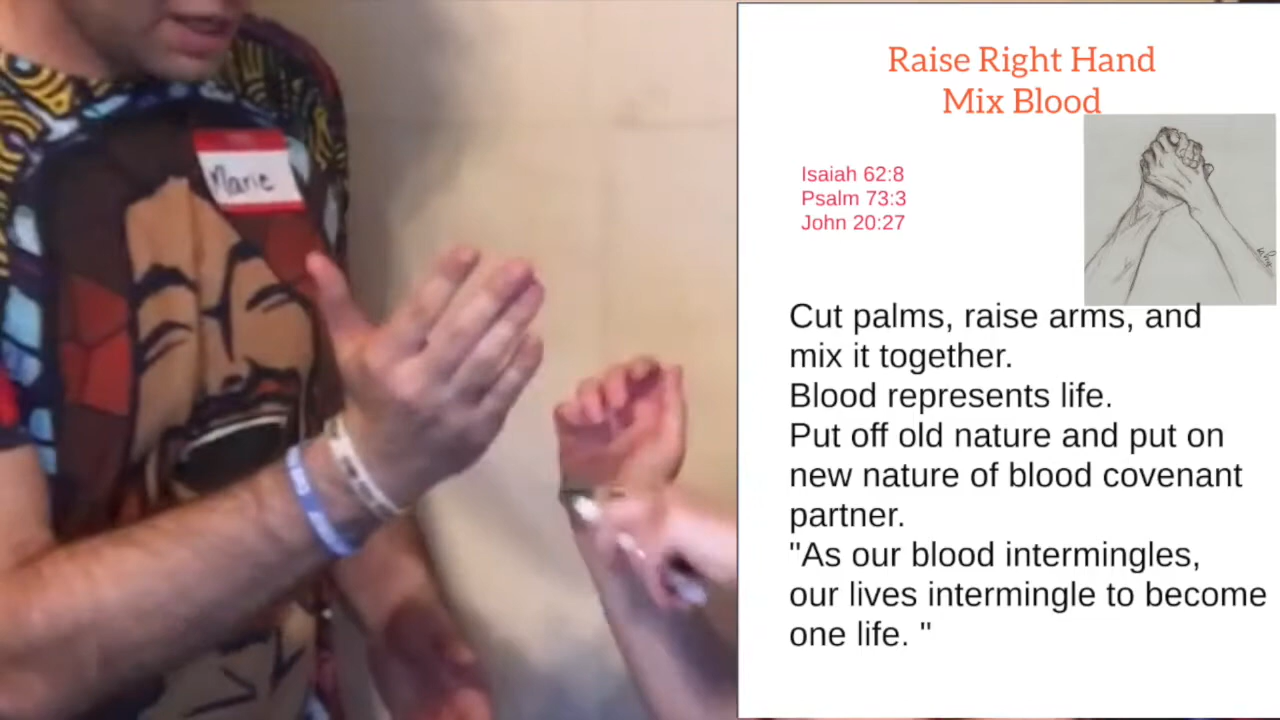 Marie
Raise Right Hand
Mix Blood
Isaiah 62:8
Psalm 73:3
John 20:27
Cut palms, raise arms, and
mix it together.
Blood represents life.
Put off old nature and put on
new nature of blood covenant
partner.
"As our blood intermingles,
our lives intermingle to become
one life. "